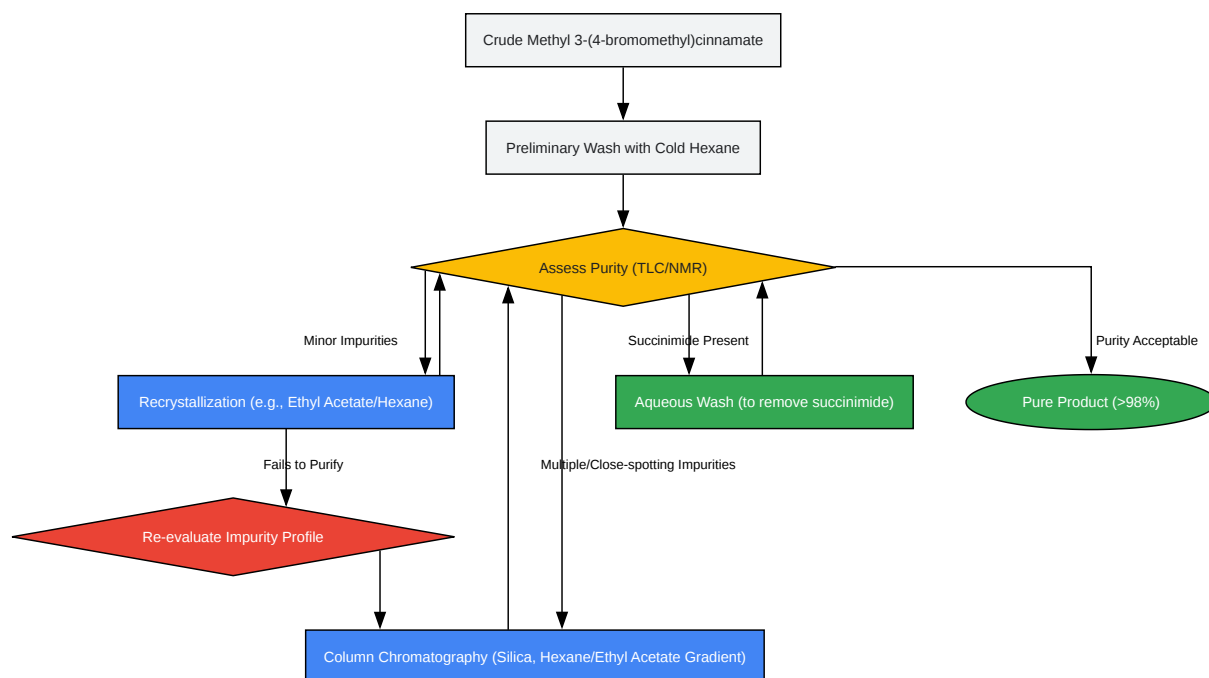 Crude Methyl 3-(4-bromomethyl)cinnamate
Preliminary Wash with Cold Hexane
Assess Purity (TLC/NMR)
Minor Impurities
Succinimide Present
Purity Acceptable
Recrystallization (e.g., Ethyl Acetate/Hexane)
Aqueous Wash (to remove succinimide)
Pure Product (>98%)
Fails to Purify
Multiple/Close-spotting Impurities
Re-evaluate Impurity Profile
Column Chromatography (Silica, Hexane/Ethyl Acetate Gradient)